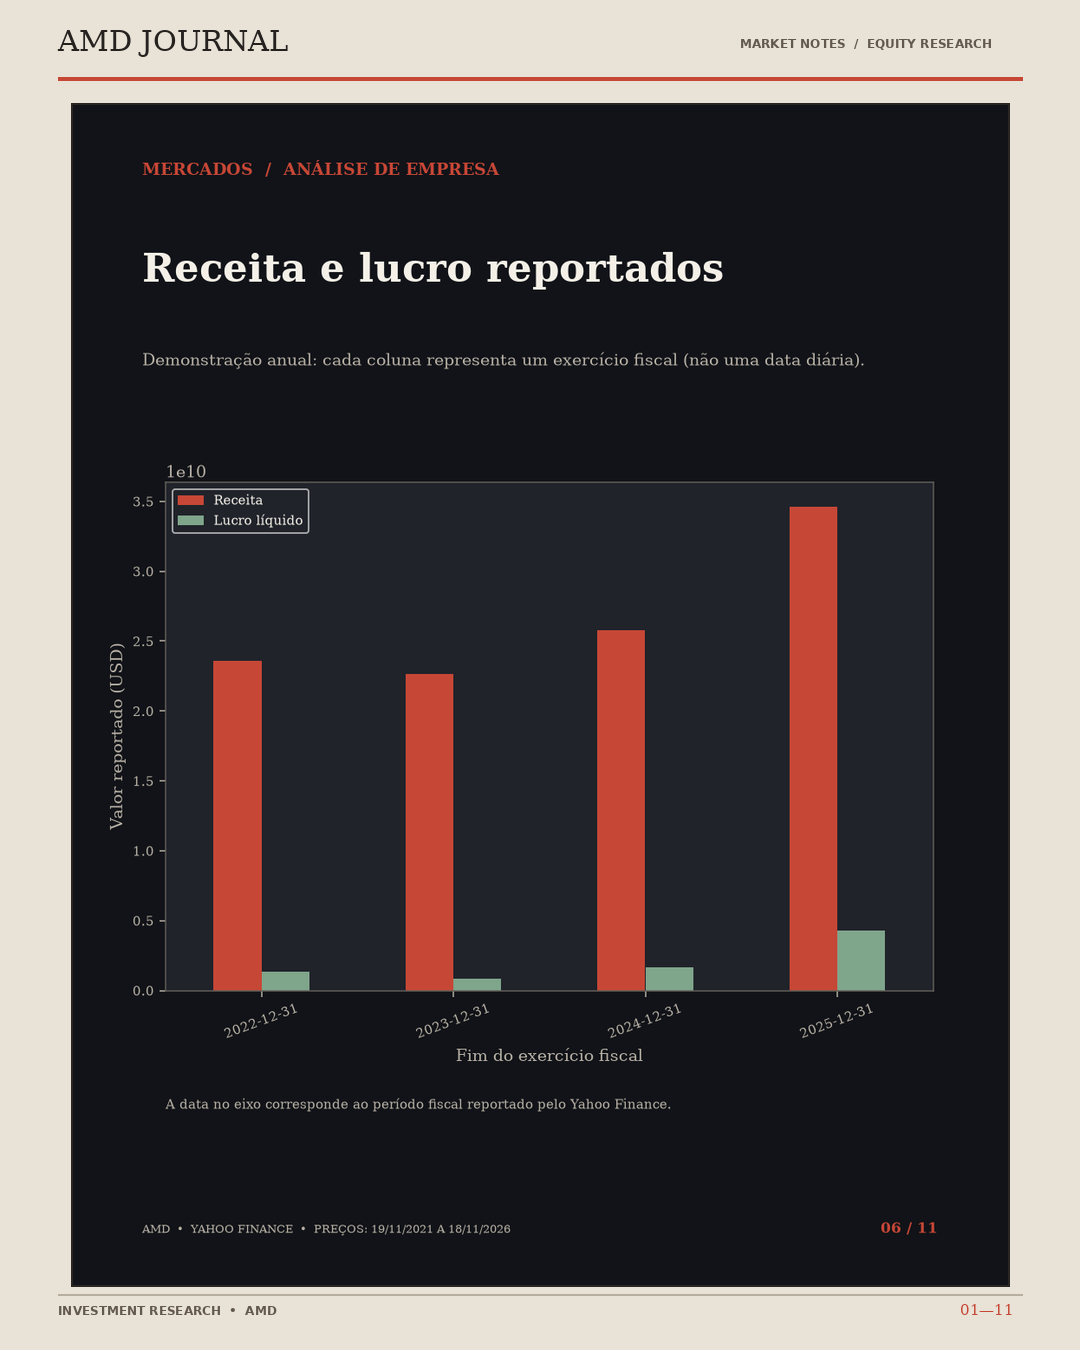 AMD JOURNAL
MARKET NOTES / EQUITY RESEARCH
MERCADOS / ANÁLISE DE EMPRESA
Receita e lucro reportados
Demonstração anual: cada coluna representa um exercício fiscal (não uma data diária).
1e10
Receita
Lucro líquido
3.5
3.0
2.5
2.0
1.5
1.0
0.5
0.0
Valor reportado (USD)
2022-12-31
2023-12-31
2024-12-31
2025-12-31
Fim do exercício fiscal
A data no eixo corresponde ao período fiscal reportado pelo Yahoo Finance.
AMD • YAHOO FINANCE • PREÇOS: 19/11/2021 A 18/11/2026
06 / 11
INVESTMENT RESEARCH • AMD
01—11